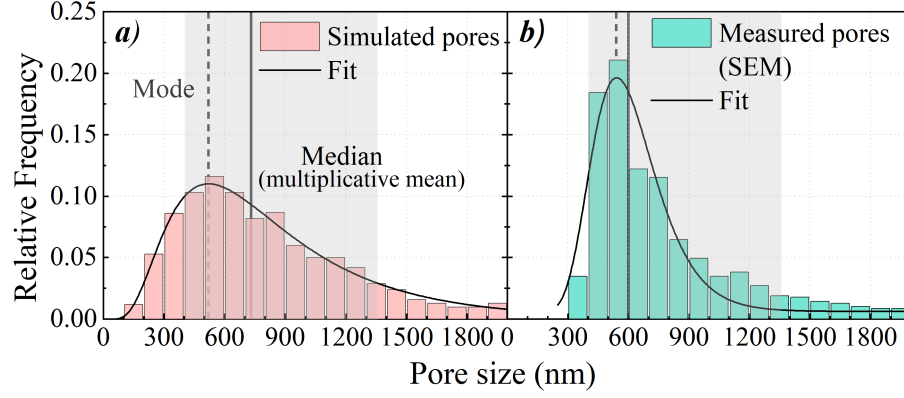 a)
Simulated pores
Fit
Mode
Median
(multiplicative mean)
b)
Measured pores
(SEM)
Fit
0.25
0.20
0.15
0.10
0.05
0.00
Relative Frequency
0 300 600 900 1200 1500 1800
0 300 600 900 1200 1500 1800
Pore size (nm)